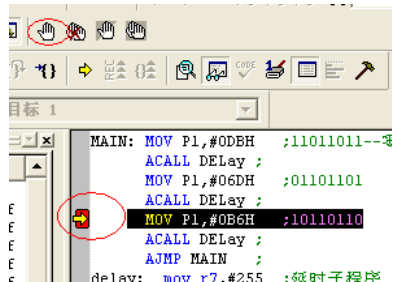 CODE
目标 1
MAIN: MOV P1,#0DBH ;11011011--
ACALL DELay ;
MOV P1,#06DH ;01101101
ACALL DELay ;
MOV P1,#0B6H ;10110110
ACALL DELay ;
AJMP MAIN ;
delay: mov r7,#255 ;延时子程序